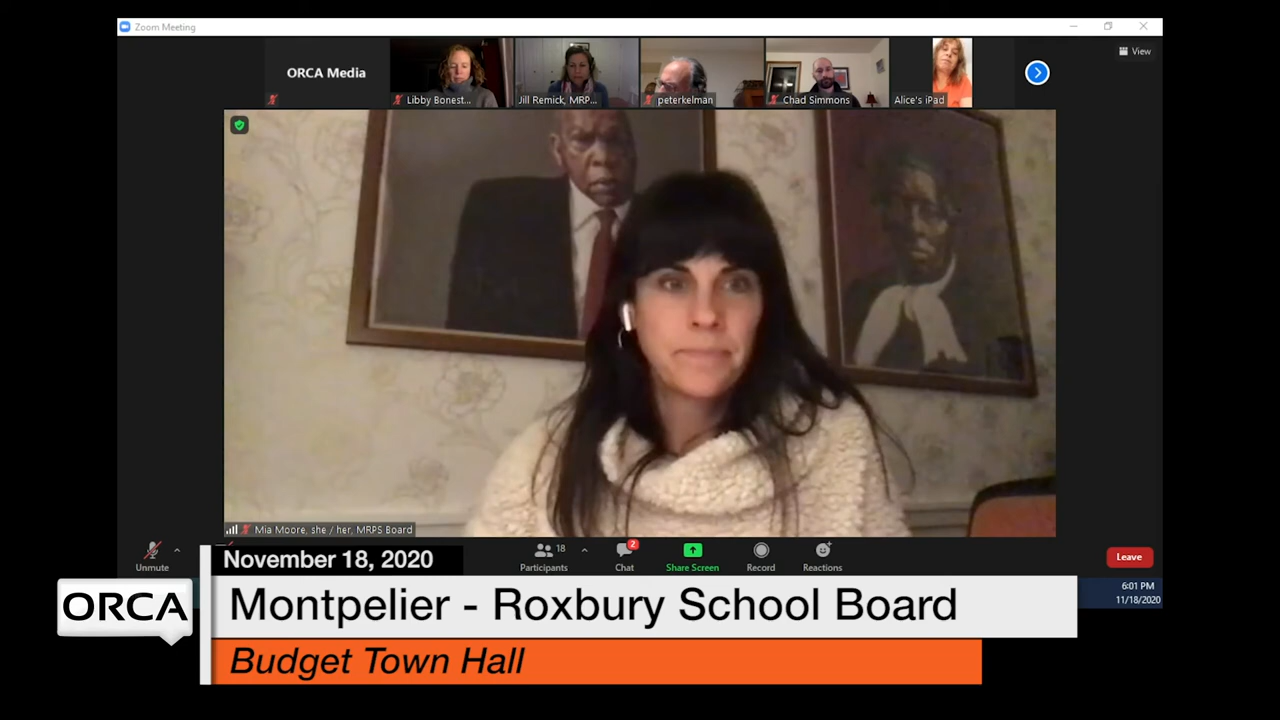 Zoom Meeting
View
ORCA Media
Libby Bonest...
Jill Remick, MRP...
peterkelman
Chad Simmons
Alice's iPad
Mia Moore, she / her, MRPS Board
Unmute
18
Participants
2
Chat
Share Screen
Record
Reactions
Leave
6:01 PM
11/18/2020
November 18, 2020
ORCA
Montpelier - Roxbury School Board
Budget Town Hall